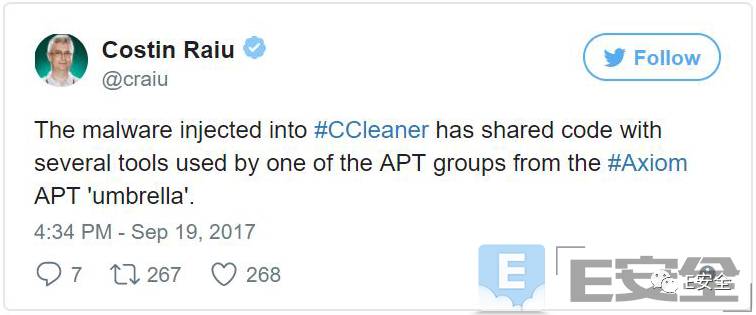 Costin Raiu
@craiu
Follow
The malware injected into #CCleaner has shared code with
several tools used by one of the APT groups from the #Axiom
APT 'umbrella'.
4:34 PM - Sep 19, 2017
7 267 268
E
E安全
E安全